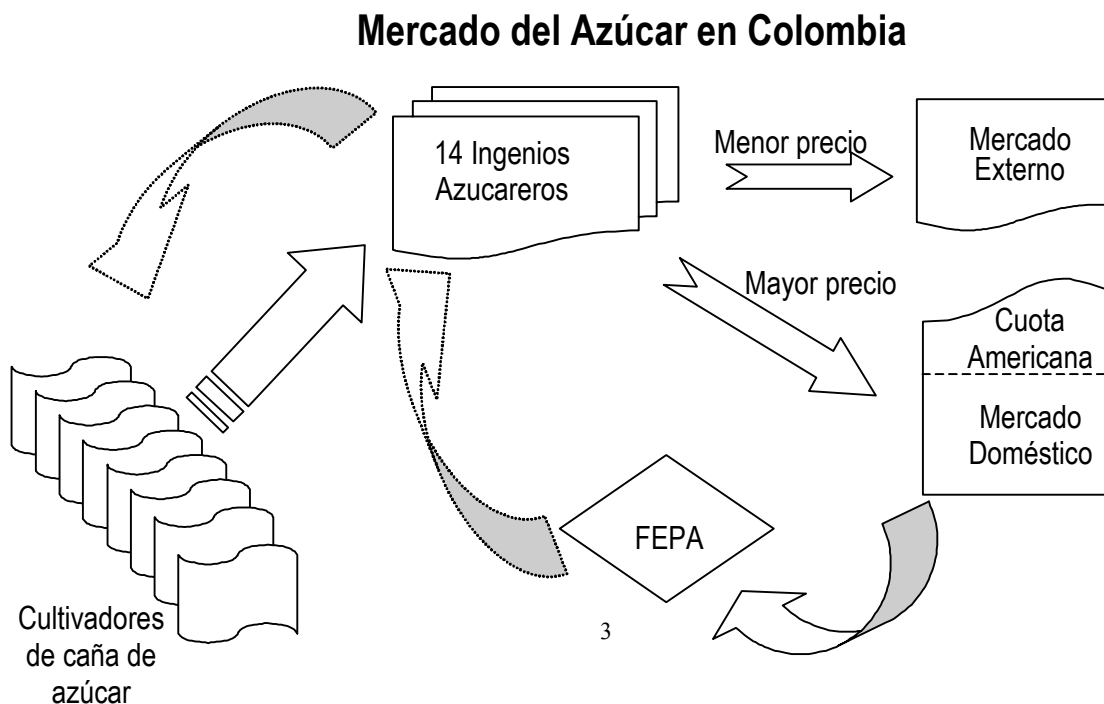 Mercado del Azúcar en Colombia
14 Ingenios
Azucareros
Menor precio
Mercado
Externo
Mayor precio
Cuota
Americana
Mercado
Doméstico
FEPA
Cultivadores
de caña de
azúcar
3